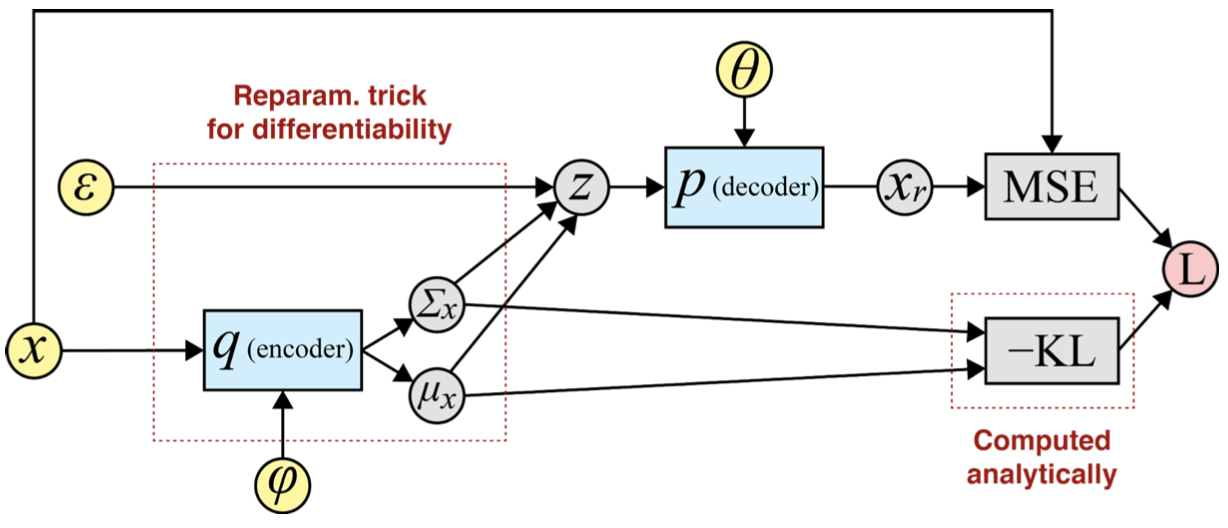 θ
Reparam. trick
for differentiability
ε
z
p (decoder)
x_r
MSE
L
Σ_x
x
q (encoder)
−KL
μ_x
Computed
analytically
φ